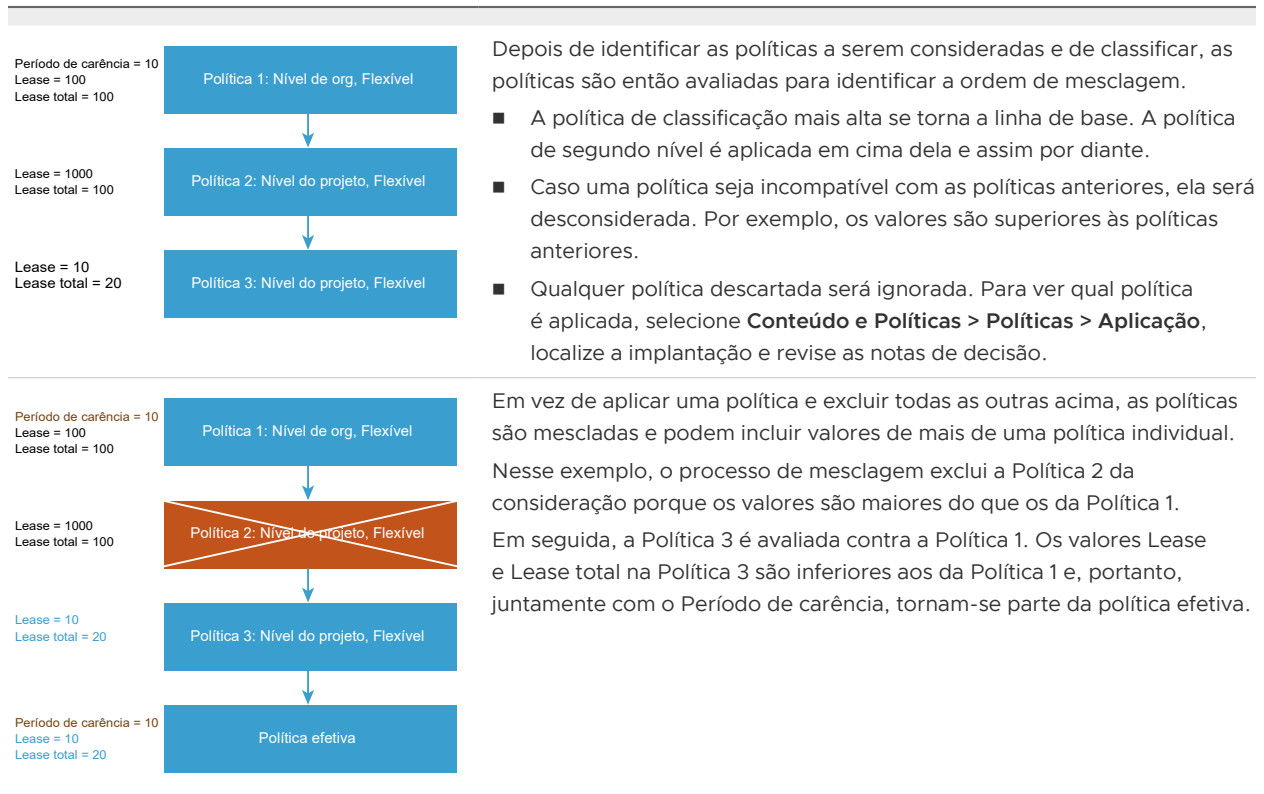 Período de carência = 10
Lease = 100
Lease total = 100
Política 1: Nível de org, Flexível
Lease = 1000
Lease total = 100
Política 2: Nível do projeto, Flexível
Lease = 10
Lease total = 20
Política 3: Nível do projeto, Flexível
Depois de identificar as políticas a serem consideradas e de classificar, as
políticas são então avaliadas para identificar a ordem de mesclagem.
■ A política de classificação mais alta se torna a linha de base. A política
de segundo nível é aplicada em cima dela e assim por diante.
■ Caso uma política seja incompatível com as políticas anteriores, ela será
desconsiderada. Por exemplo, os valores são superiores às políticas
anteriores.
■ Qualquer política descartada será ignorada. Para ver qual política
é aplicada, selecione Conteúdo e Políticas > Políticas > Aplicação,
localize a implantação e revise as notas de decisão.
Período de carência = 10
Lease = 100
Lease total = 100
Política 1: Nível de org, Flexível
Lease = 1000
Lease total = 100
Política 2: Nível do projeto, Flexível
Lease = 10
Lease total = 20
Política 3: Nível do projeto, Flexível
Período de carência = 10
Lease = 10
Lease total = 20
Política efetiva
Em vez de aplicar uma política e excluir todas as outras acima, as políticas
são mescladas e podem incluir valores de mais de uma política individual.
Nesse exemplo, o processo de mesclagem exclui a Política 2 da
consideração porque os valores são maiores do que os da Política 1.
Em seguida, a Política 3 é avaliada contra a Política 1. Os valores Lease
e Lease total na Política 3 são inferiores aos da Política 1 e, portanto,
juntamente com o Período de carência, tornam-se parte da política efetiva.